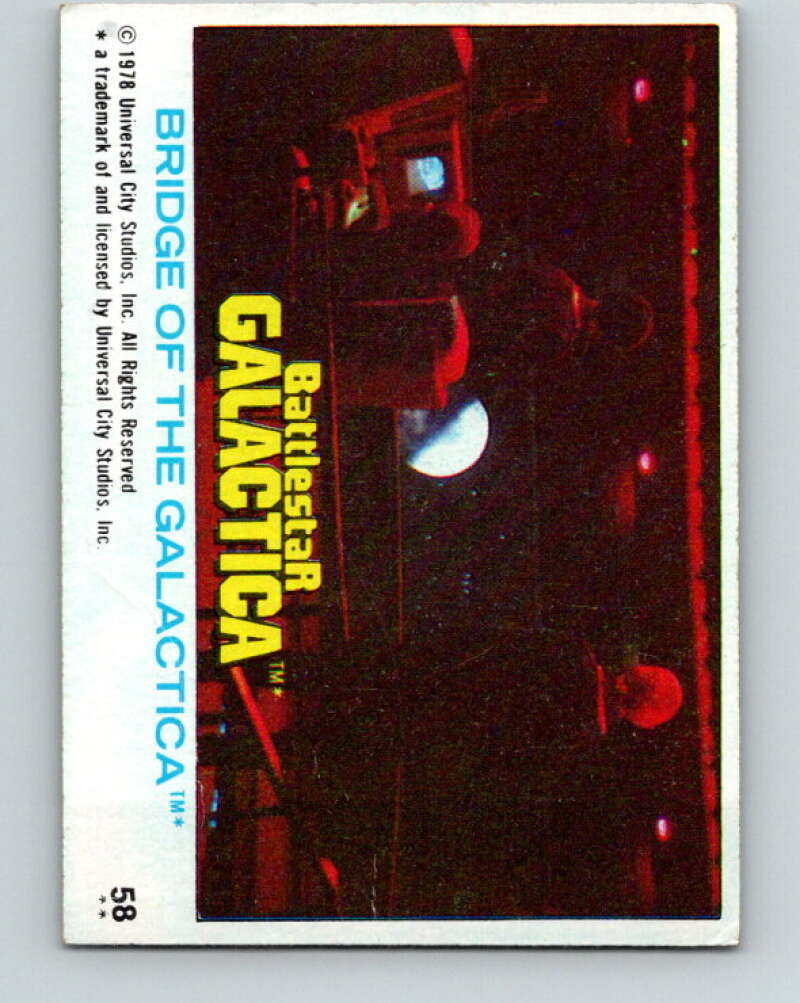 Battlestar
GALACTICA™*
BRIDGE OF THE GALACTICA™*
© 1978 Universal City Studios, Inc. All Rights Reserved
* a trademark of and licensed by Universal City Studios, Inc.
58
**